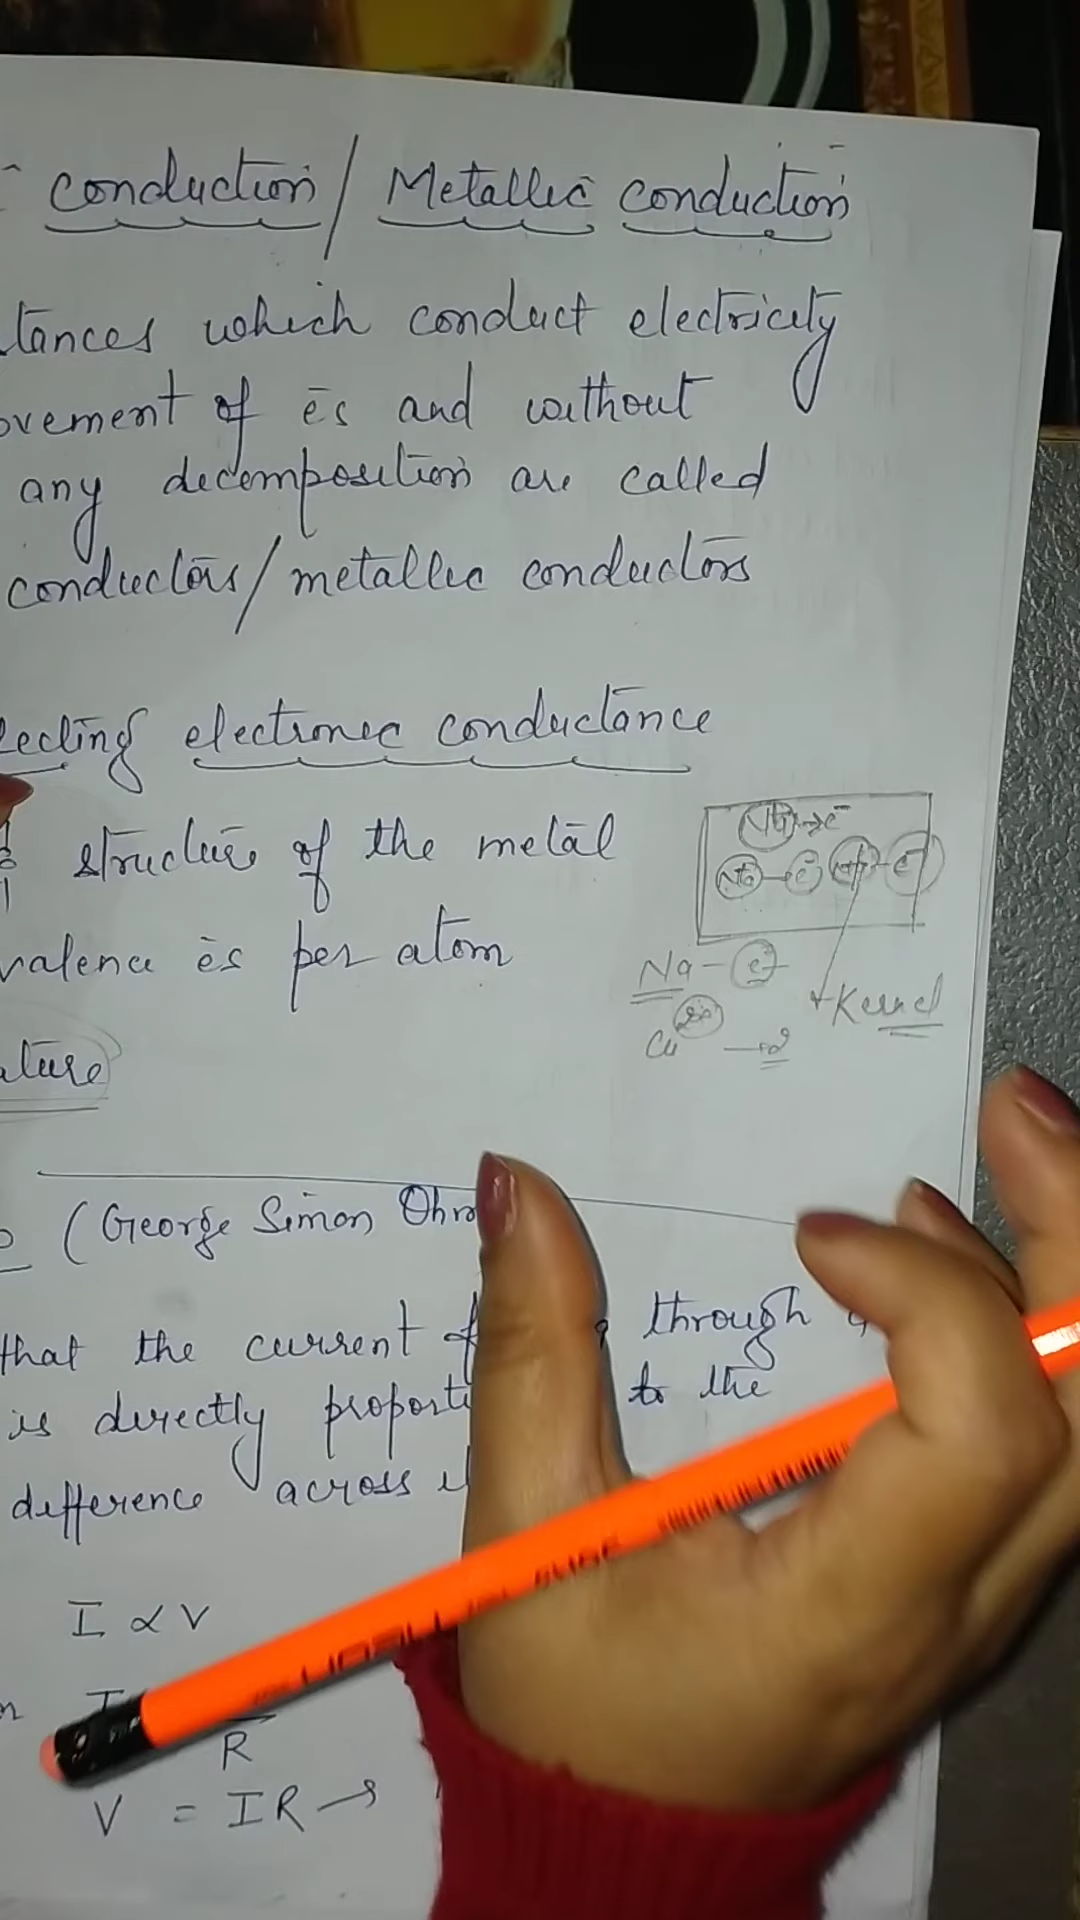 conduction / Metallic conduction
tances which conduct electricity
ovement of ēs and without
any decomposition are called
conductors / metallic conductors
ecting electronic conductance
structure of the metal
valence ēs per atom
ature
Na - e
Kernel
Cu → 2
(George Simon Ohm
that the current through
is directly to the
difference across
I ∝ V
R
V = IR →